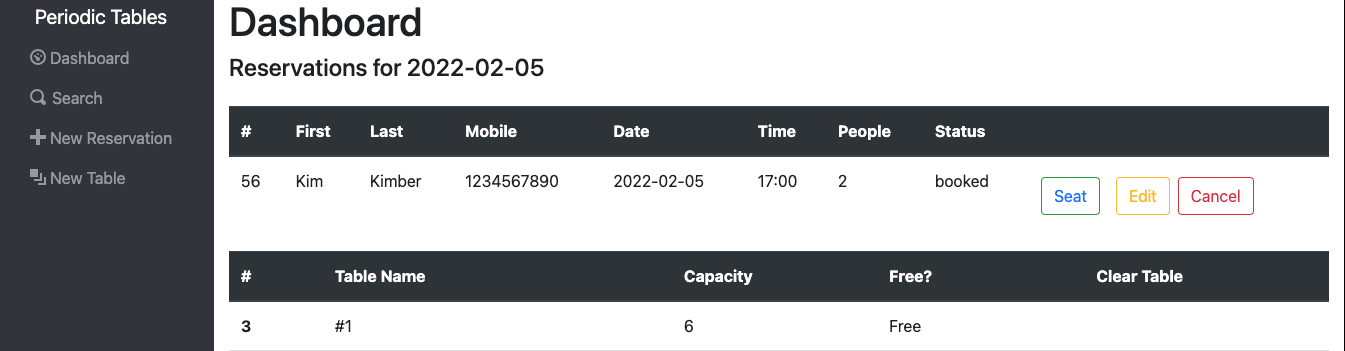 Periodic Tables
Dashboard
Search
New Reservation
New Table
Dashboard
Reservations for 2022-02-05
# First Last Mobile Date Time People Status
56 Kim Kimber 1234567890 2022-02-05 17:00 2 booked Seat Edit Cancel
# Table Name Capacity Free? Clear Table
3 #1 6 Free